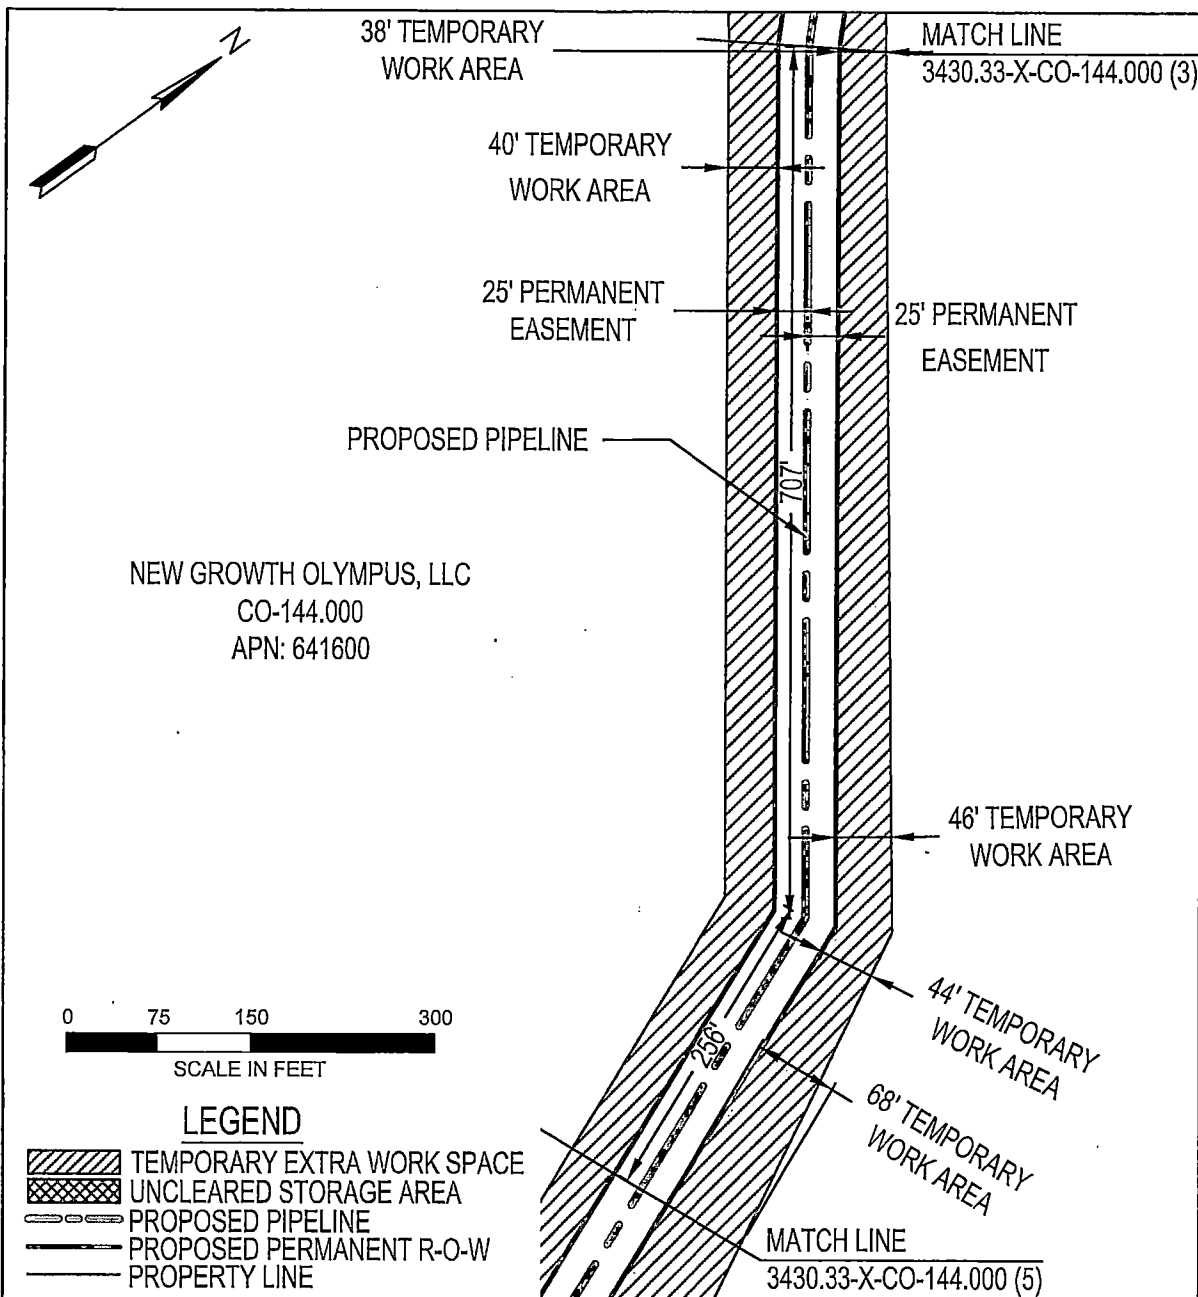 N
38' TEMPORARY
WORK AREA
MATCH LINE
3430.33-X-CO-144.000 (3)
40' TEMPORARY
WORK AREA
25' PERMANENT
EASEMENT
25' PERMANENT
EASEMENT
PROPOSED PIPELINE
707'
NEW GROWTH OLYMPUS, LLC
CO-144.000
APN: 641600
46' TEMPORARY
WORK AREA
44' TEMPORARY
WORK AREA
256'
68' TEMPORARY
WORK AREA
0 75 150 300
SCALE IN FEET
LEGEND
TEMPORARY EXTRA WORK SPACE
UNCLEARED STORAGE AREA
PROPOSED PIPELINE
PROPOSED PERMANENT R-O-W
PROPERTY LINE
MATCH LINE
3430.33-X-CO-144.000 (5)